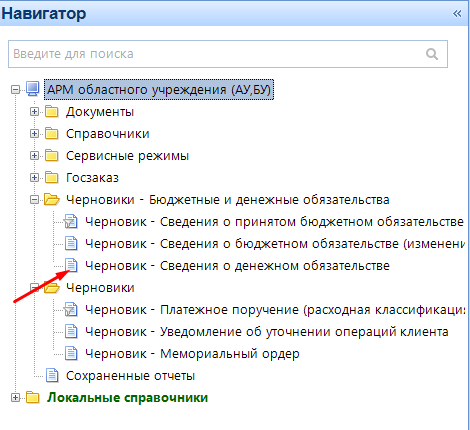 Навигатор «
Введите для поиска
АРМ областного учреждения (АУ,БУ)
Документы
Справочники
Сервисные режимы
Госзаказ
Черновики - Бюджетные и денежные обязательства
Черновик - Сведения о принятом бюджетном обязательстве
Черновик - Сведения о бюджетном обязательстве (изменени
Черновик - Сведения о денежном обязательстве
Черновики
Черновик - Платежное поручение (расходная классификаци
Черновик - Уведомление об уточнении операций клиента
Черновик - Мемориальный ордер
Сохраненные отчеты
Локальные справочники